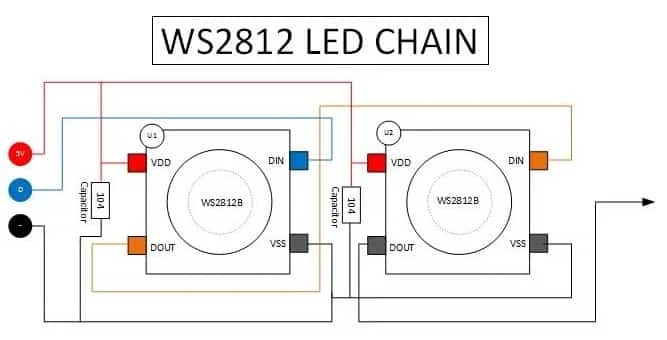 WS2812 LED CHAIN
U1
U2
5V
VDD
DIN
VDD
DIN
D
Capacitor
104
WS2812B
Capacitor
104
WS2812B
-
DOUT
VSS
DOUT
VSS